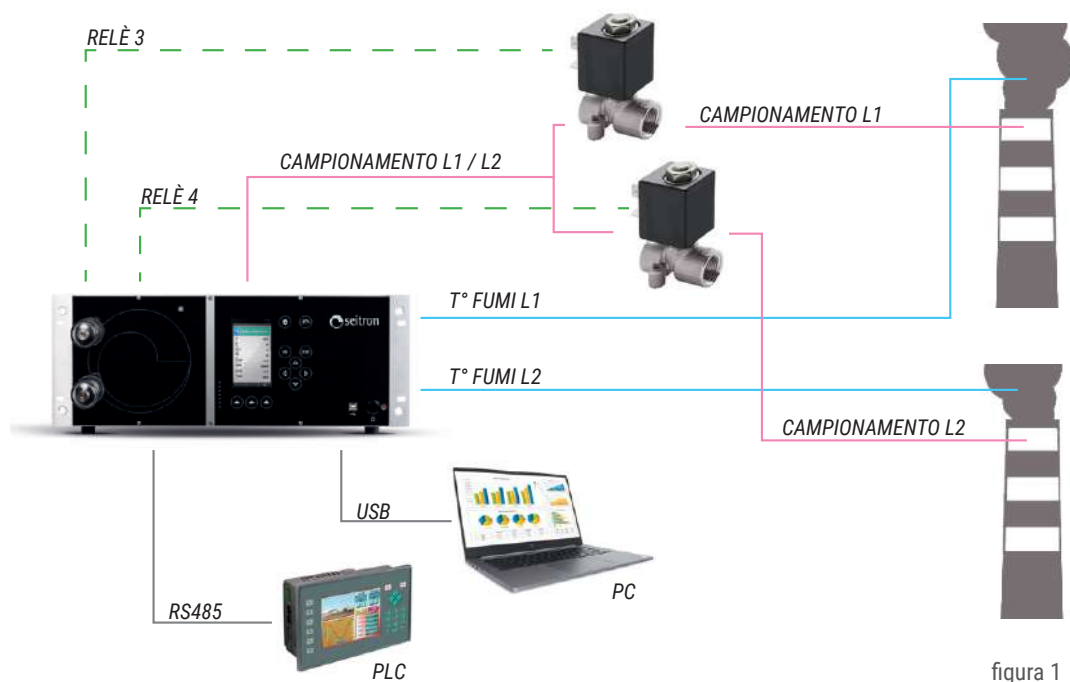 RELÈ 3
CAMPIONAMENTO L1
CAMPIONAMENTO L1 / L2
RELÈ 4
T° FUMI L1
seitron
T° FUMI L2
CAMPIONAMENTO L2
USB
PC
RS485
PLC
figura 1